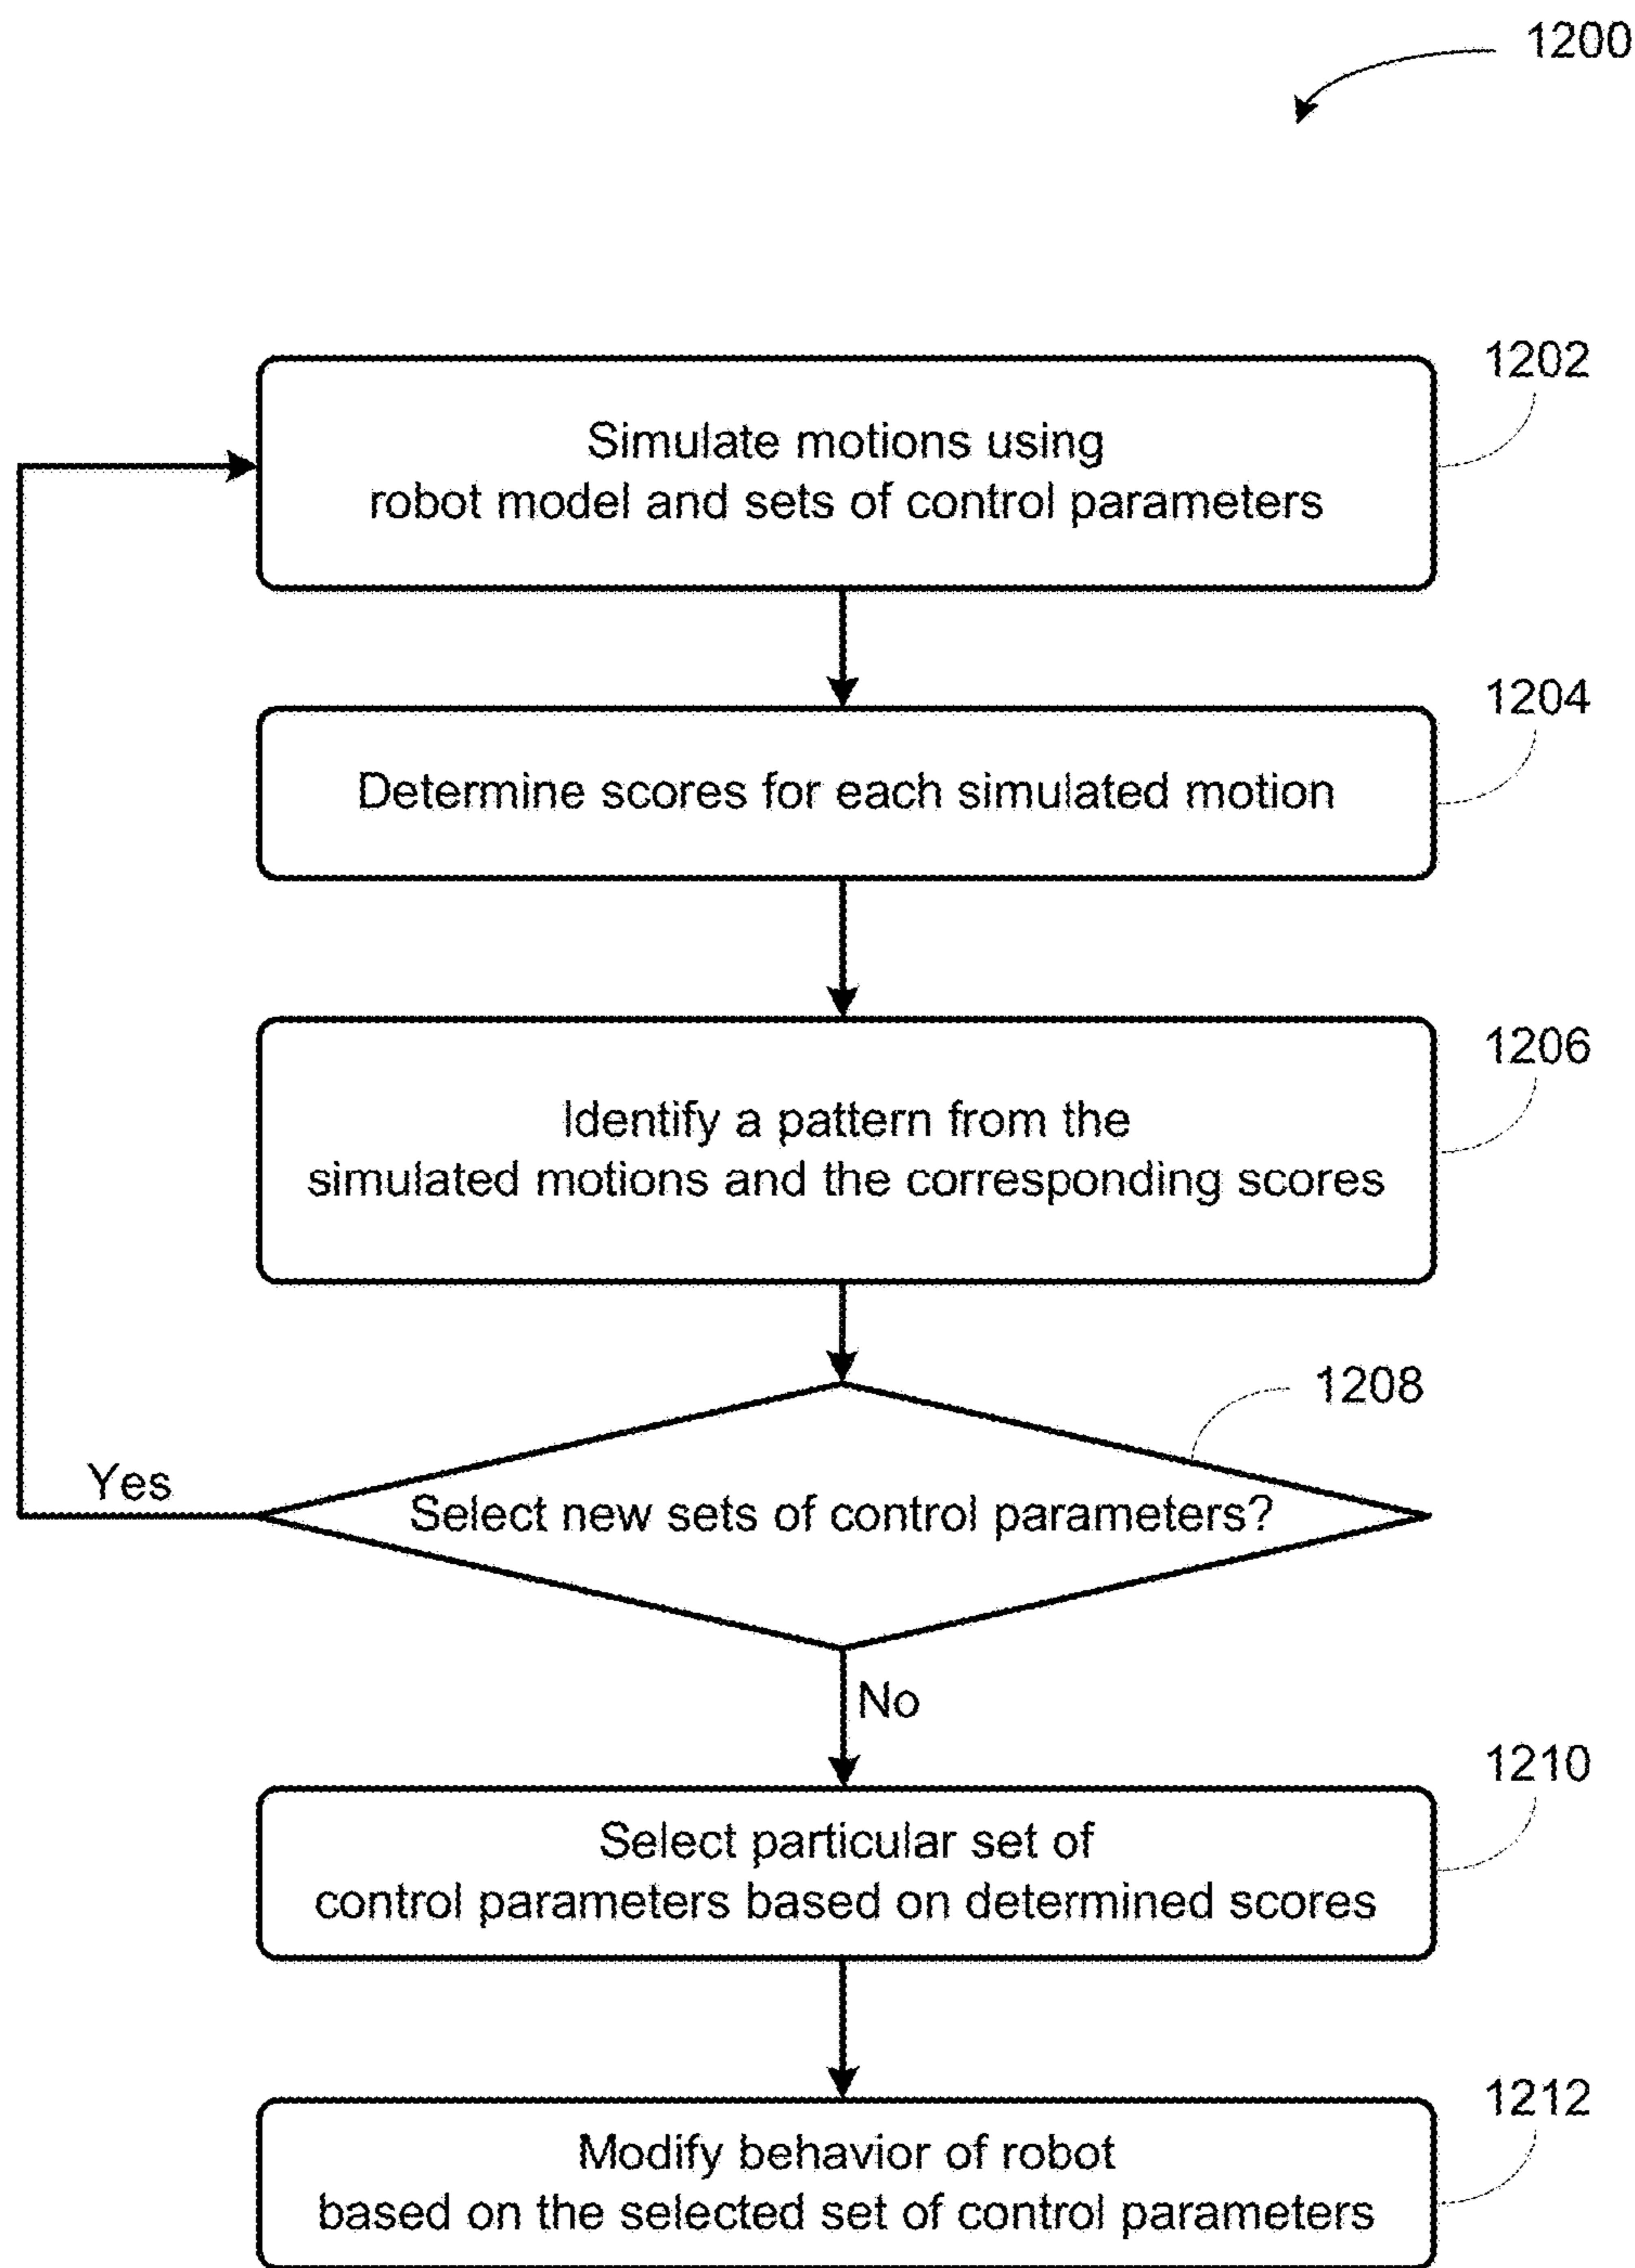 1200
1202
Simulate motions using
robot model and sets of control parameters
1204
Determine scores for each simulated motion
1206
Identify a pattern from the
simulated motions and the corresponding scores
1208
Yes
Select new sets of control parameters?
No
1210
Select particular set of
control parameters based on determined scores
1212
Modify behavior of robot
based on the selected set of control parameters